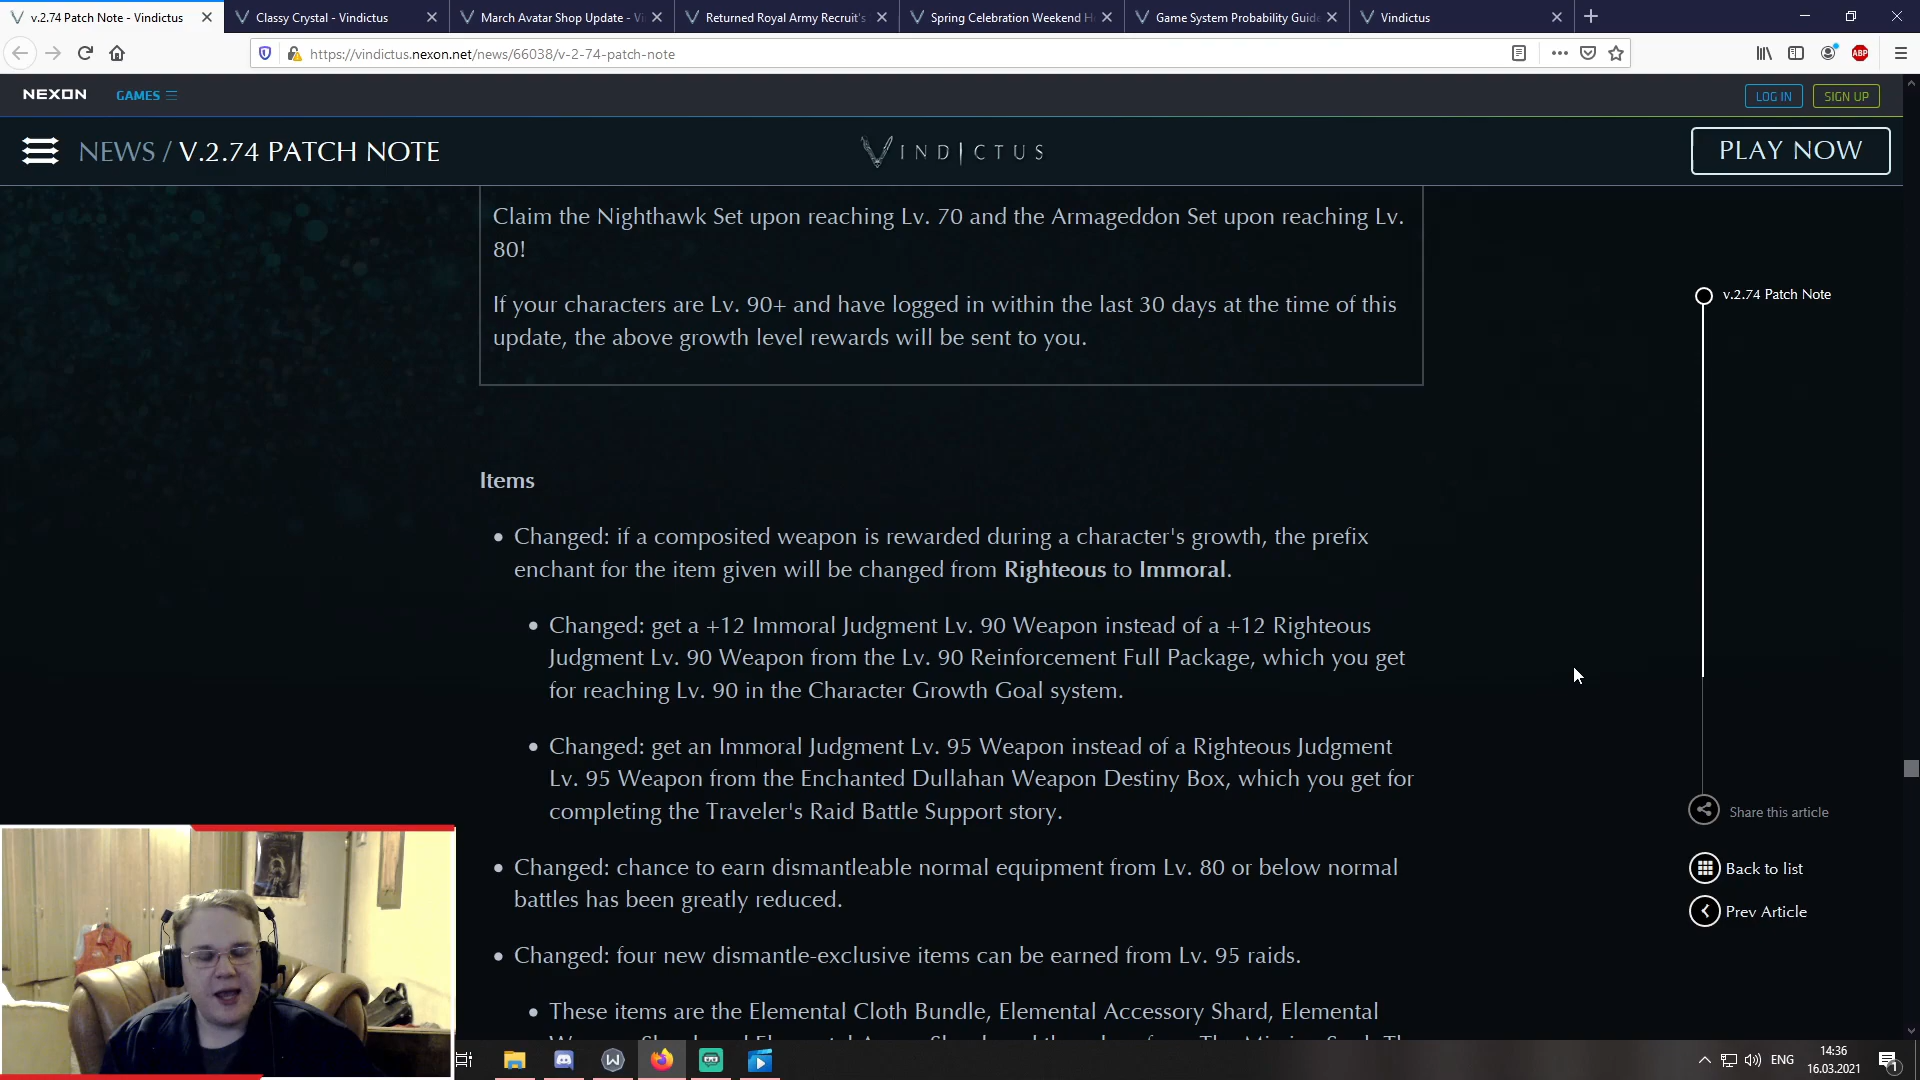 v.2.74 Patch Note - Vindictus
Classy Crystal - Vindictus
March Avatar Shop Update - Vi
Returned Royal Army Recruit's
Spring Celebration Weekend H
Game System Probability Guid
Vindictus
https://vindictus.nexon.net/news/66038/v-2-74-patch-note
ABP
NEXON
GAMES
LOG IN
SIGN UP
NEWS / V.2.74 PATCH NOTE
VINDICTUS
PLAY NOW
Claim the Nighthawk Set upon reaching Lv. 70 and the Armageddon Set upon reaching Lv.
80!
If your characters are Lv. 90+ and have logged in within the last 30 days at the time of this
update, the above growth level rewards will be sent to you.
v.2.74 Patch Note
Items
• Changed: if a composited weapon is rewarded during a character's growth, the prefix
enchant for the item given will be changed from Righteous to Immoral.
• Changed: get a +12 Immoral Judgment Lv. 90 Weapon instead of a +12 Righteous
Judgment Lv. 90 Weapon from the Lv. 90 Reinforcement Full Package, which you get
for reaching Lv. 90 in the Character Growth Goal system.
• Changed: get an Immoral Judgment Lv. 95 Weapon instead of a Righteous Judgment
Lv. 95 Weapon from the Enchanted Dullahan Weapon Destiny Box, which you get for
completing the Traveler's Raid Battle Support story.
Share this article
• Changed: chance to earn dismantleable normal equipment from Lv. 80 or below normal
battles has been greatly reduced.
Back to list
Prev Article
• Changed: four new dismantle-exclusive items can be earned from Lv. 95 raids.
• These items are the Elemental Cloth Bundle, Elemental Accessory Shard, Elemental
ENG
14:36
16.03.2021
1